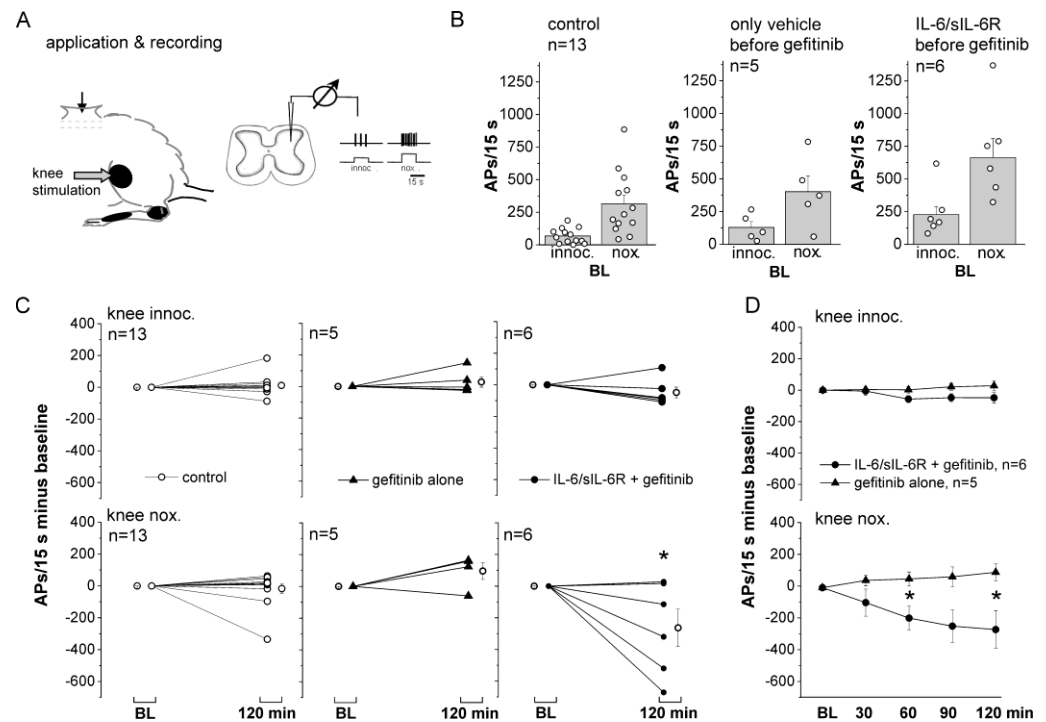 A
application & recording
knee
stimulation
innoc.
nox.
15 s
B
control
n=13
only vehicle
before gefitinib
n=5
IL-6/sIL-6R
before gefitinib
n=6
APs/15 s
1250
1000
750
500
250
0
innoc. nox.
BL
APs/15 s
1250
1000
750
500
250
0
innoc. nox.
BL
APs/15 s
1250
1000
750
500
250
0
innoc. nox.
BL
C
APs/15 s minus baseline
knee innoc.
n=13
n=5
n=6
400
200
0
-200
-400
-600
control
gefitinib alone
IL-6/sIL-6R + gefitinib
knee nox.
n=13
n=5
n=6
*
400
200
0
-200
-400
-600
BL 120 min
BL 120 min
BL 120 min
D
APs/15 s minus baseline
knee innoc.
400
200
0
-200
-400
-600
IL-6/sIL-6R + gefitinib, n=6
gefitinib alone, n=5
knee nox.
400
200
0
-200
-400
-600
* *
BL 30 60 90 120 min